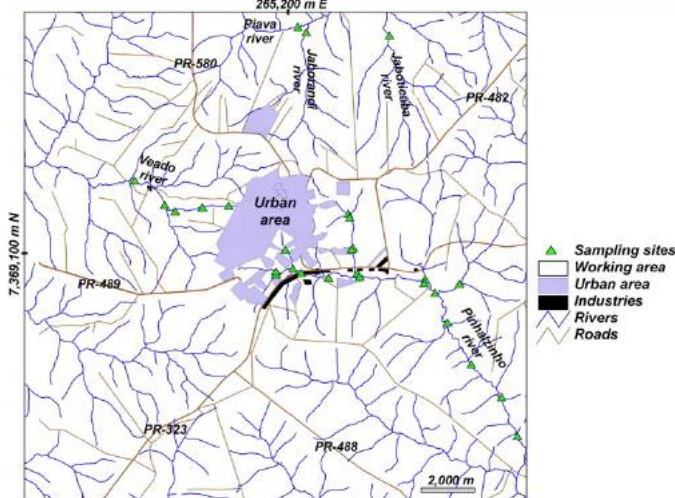 265,200 m E
Piava
river
Jaborandi
river
Jaboticaba
river
PR-580
PR-482
Veado
river
Urban
area
7,369,100 m N
PR-489
Pinhalzinho
river
PR-323
PR-488
2,000 m
Sampling sites
Working area
Urban area
Industries
Rivers
Roads